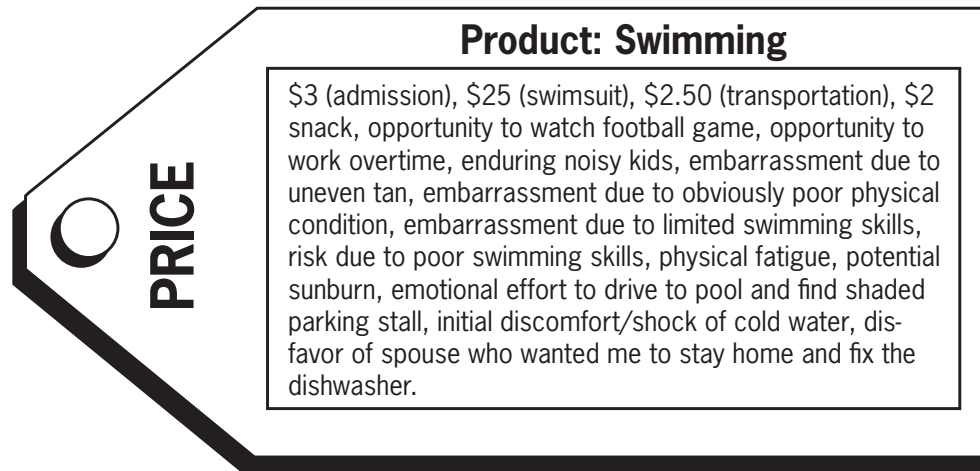 Product: Swimming
PRICE
$3 (admission), $25 (swimsuit), $2.50 (transportation), $2
snack, opportunity to watch football game, opportunity to
work overtime, enduring noisy kids, embarrassment due to
uneven tan, embarrassment due to obviously poor physical
condition, embarrassment due to limited swimming skills,
risk due to poor swimming skills, physical fatigue, potential
sunburn, emotional effort to drive to pool and find shaded
parking stall, initial discomfort/shock of cold water, dis-
favor of spouse who wanted me to stay home and fix the
dishwasher.